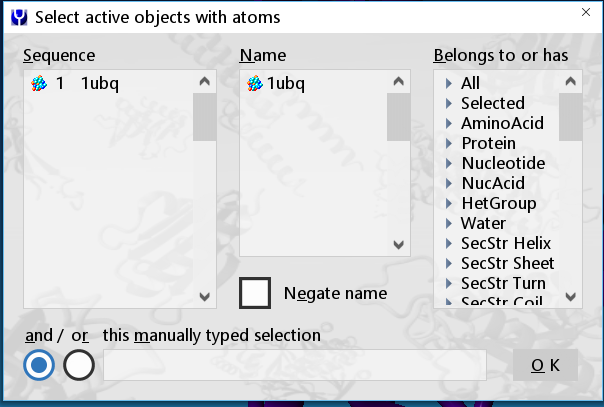 Select active objects with atoms
Sequence
1 1ubq
Name
1ubq
Negate name
Belongs to or has
All
Selected
AminoAcid
Protein
Nucleotide
NucAcid
HetGroup
Water
SecStr Helix
SecStr Sheet
SecStr Turn
SecStr Coil
and / or this manually typed selection
O K